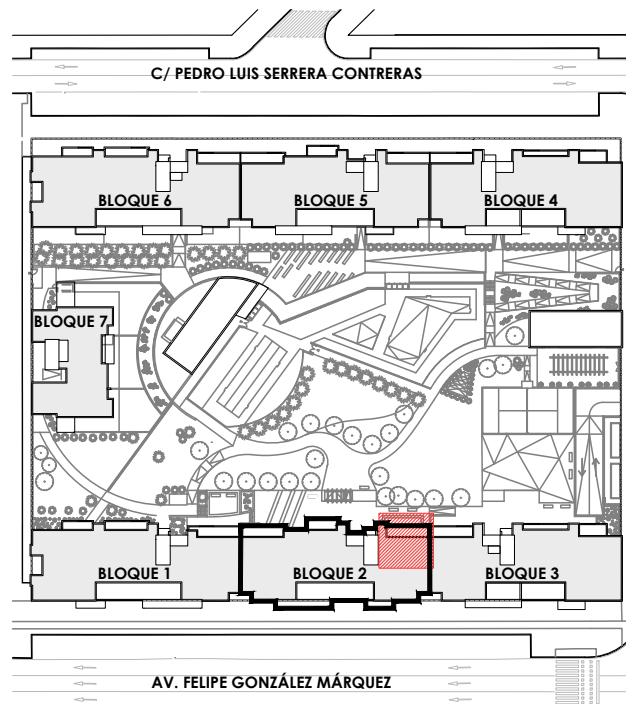 C/ PEDRO LUIS SERRERA CONTRERAS
BLOQUE 6
BLOQUE 5
BLOQUE 4
BLOQUE 7
BLOQUE 1
BLOQUE 2
BLOQUE 3
AV. FELIPE GONZÁLEZ MÁRQUEZ